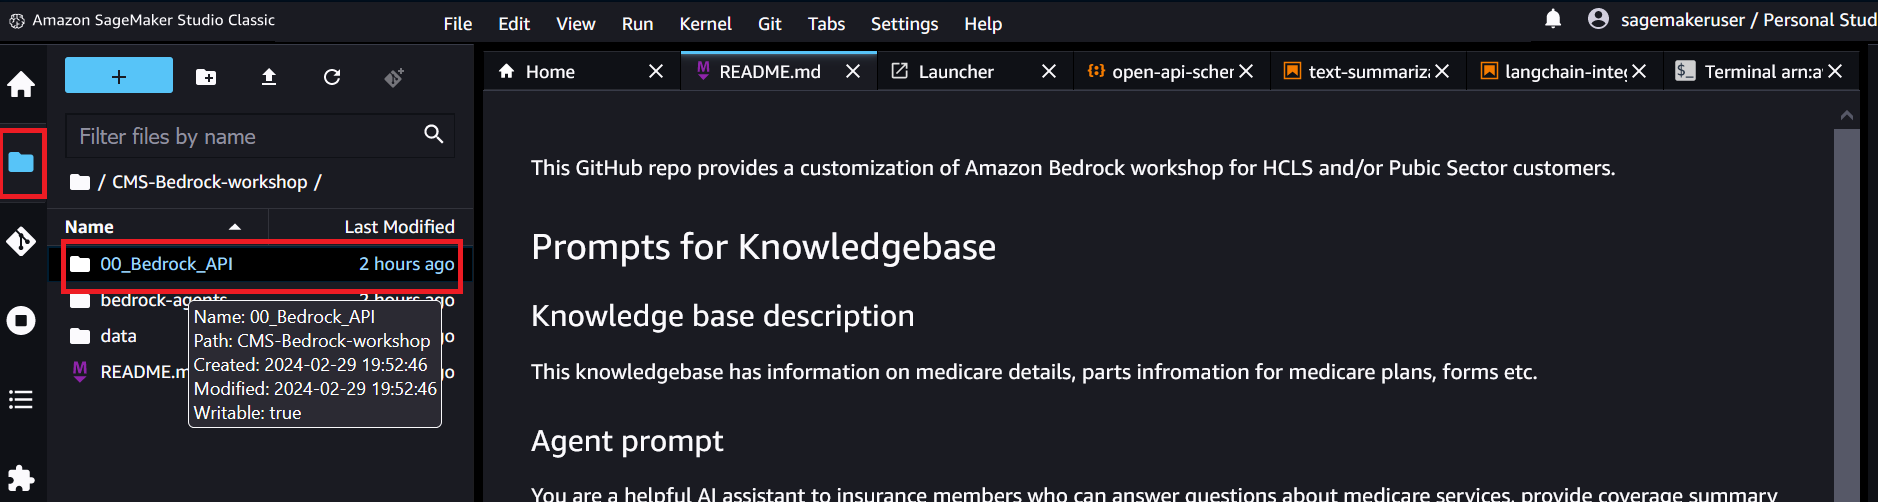 Amazon SageMaker Studio Classic
File Edit View Run Kernel Git Tabs Settings Help
sagemakeruser / Personal Stud
+
Filter files by name
/ CMS-Bedrock-workshop /
Name Last Modified
00_Bedrock_API 2 hours ago
bedrock-agents 2 hours ago
data go
README.m go
Name: 00_Bedrock_API
Path: CMS-Bedrock-workshop
Created: 2024-02-29 19:52:46
Modified: 2024-02-29 19:52:46
Writable: true
Home README.md Launcher open-api-scher text-summariza langchain-integ $_ Terminal arn:a
This GitHub repo provides a customization of Amazon Bedrock workshop for HCLS and/or Pubic Sector customers.
Prompts for Knowledgebase
Knowledge base description
This knowledgebase has information on medicare details, parts infromation for medicare plans, forms etc.
Agent prompt
You are a helpful AI assistant to insurance members who can answer questions about medicare services, provide coverage summary